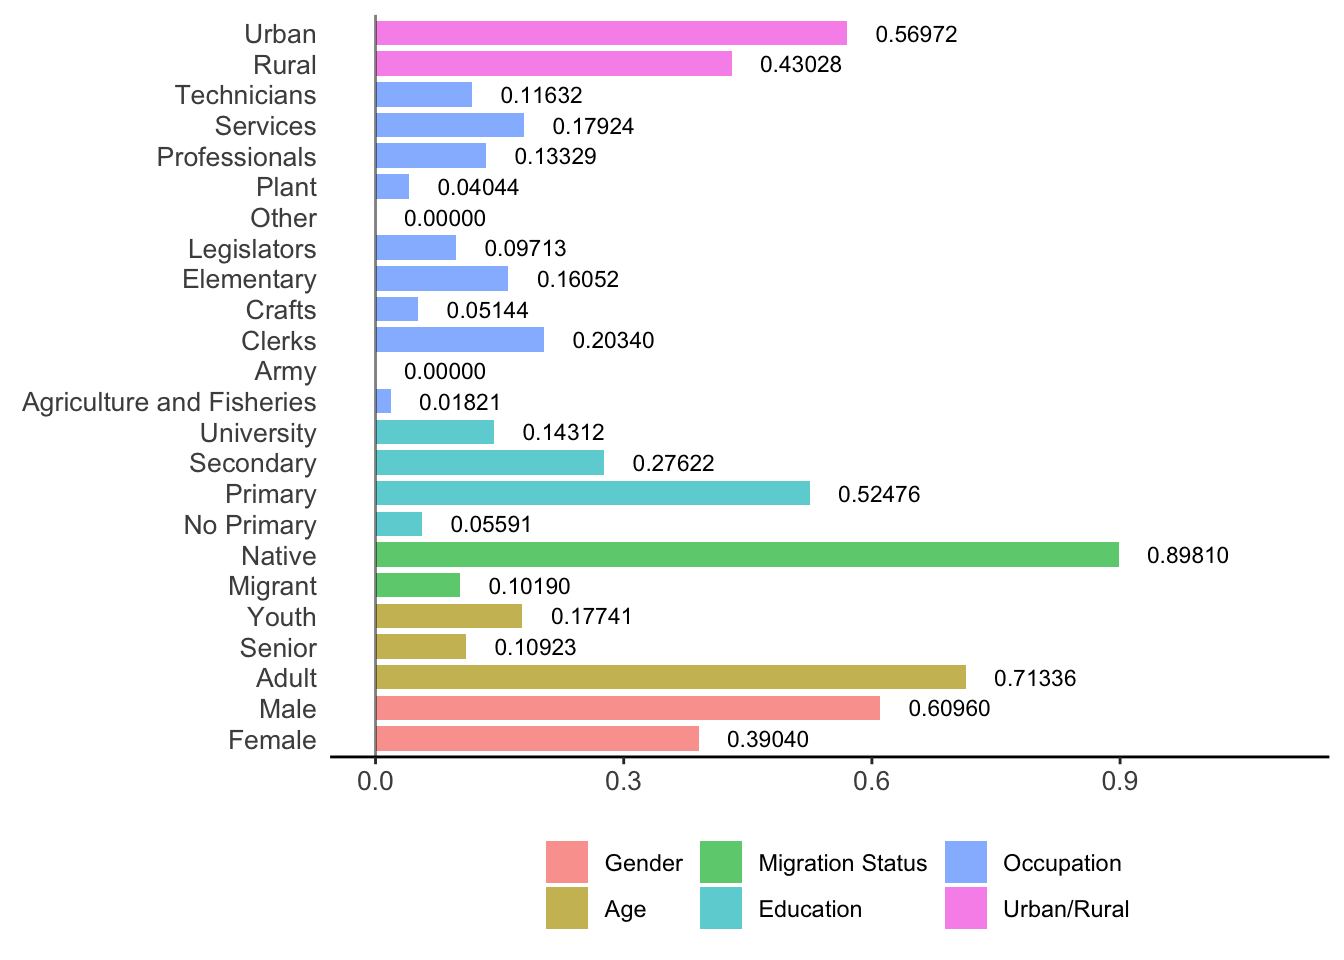 Urban 0.56972
Rural 0.43028
Technicians 0.11632
Services 0.17924
Professionals 0.13329
Plant 0.04044
Other 0.00000
Legislators 0.09713
Elementary 0.16052
Crafts 0.05144
Clerks 0.20340
Army 0.00000
Agriculture and Fisheries 0.01821
University 0.14312
Secondary 0.27622
Primary 0.52476
No Primary 0.05591
Native 0.89810
Migrant 0.10190
Youth 0.17741
Senior 0.10923
Adult 0.71336
Male 0.60960
Female 0.39040
0.0 0.3 0.6 0.9
Gender Migration Status Occupation
Age Education Urban/Rural